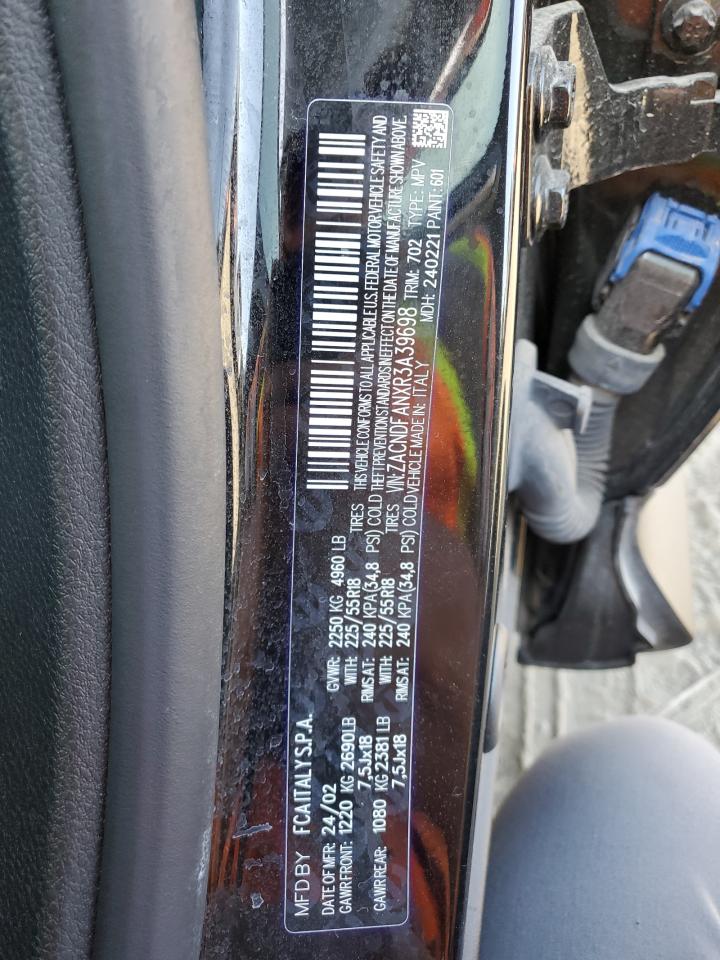 MFD BY FCA ITALY S.P.A.
DATE OF MFR: 24/02 GVWR: 2250 KG 4960 LB
GAWR FRONT: 1220 KG 2690LB WITH: 225/55R18 TIRES THIS VEHICLE CONFORMS TO ALL APPLICABLE U.S. FEDERAL MOTOR VEHICLE SAFETY AND
7,5Jx18 RIMS AT: 240 KPA(34,8 PSI) COLD THEFT PREVENTION STANDARDS IN EFFECT ON THE DATE OF MANUFACTURE SHOWN ABOVE.
GAWR REAR: 1080 KG 2381 LB WITH: 225/55R18 TIRES VIN: ZACNDFANXR3A39698 TRIM: 702 TYPE: MPV
7,5Jx18 RIMS AT: 240 KPA(34,8 PSI) COLD VEHICLE MADE IN: ITALY MDH: 240221 PAINT: 601